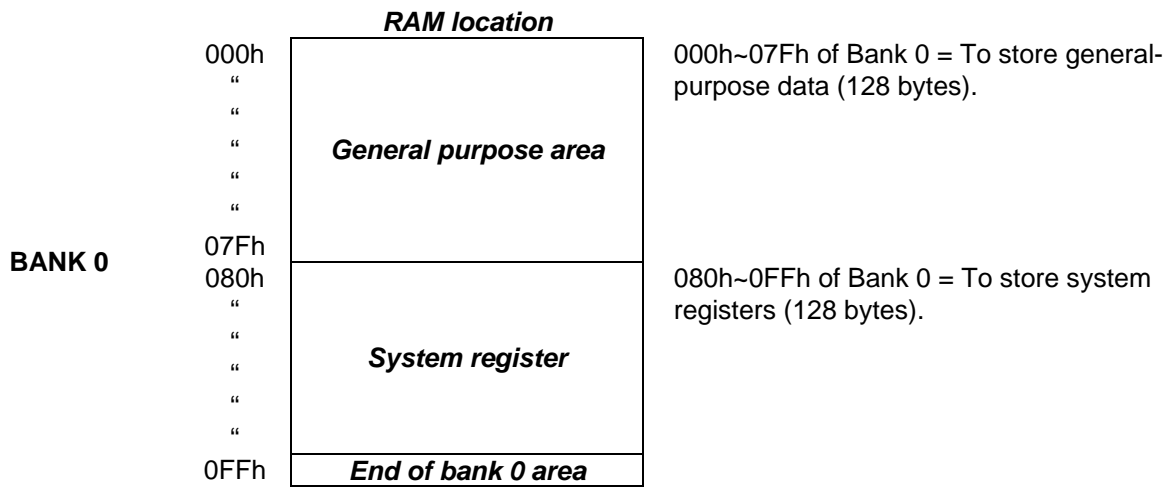 RAM location
000h
“
“
“
“
“
07Fh
080h
“
“
“
“
“
0FFh
BANK 0
General purpose area
System register
End of bank 0 area
000h~07Fh of Bank 0 = To store general-
purpose data (128 bytes).
080h~0FFh of Bank 0 = To store system
registers (128 bytes).